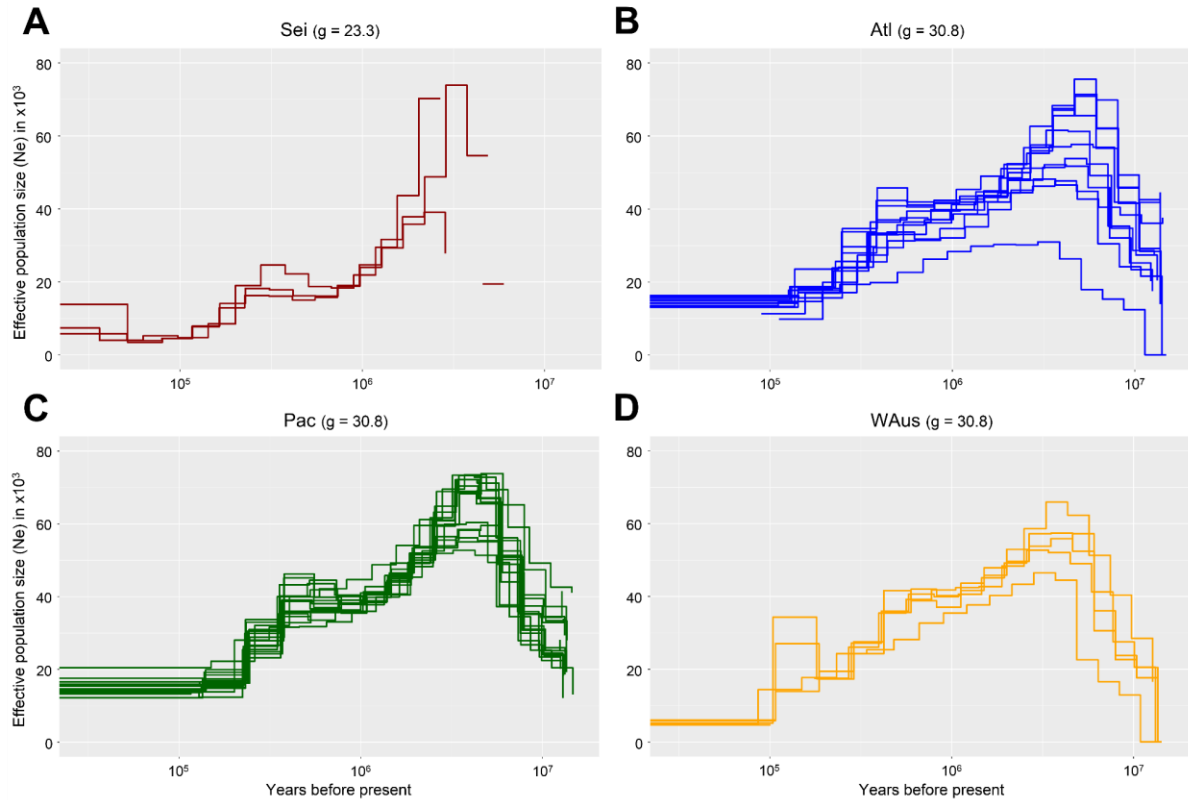 A
Sei (g = 23.3)
B
Atl (g = 30.8)
Effective population size (Ne) in x10³
80
60
40
20
0
10⁵
10⁶
10⁷
80
60
40
20
0
10⁵
10⁶
10⁷
C
Pac (g = 30.8)
D
WAus (g = 30.8)
Effective population size (Ne) in x10³
80
60
40
20
0
10⁵
10⁶
10⁷
Years before present
80
60
40
20
0
10⁵
10⁶
10⁷
Years before present